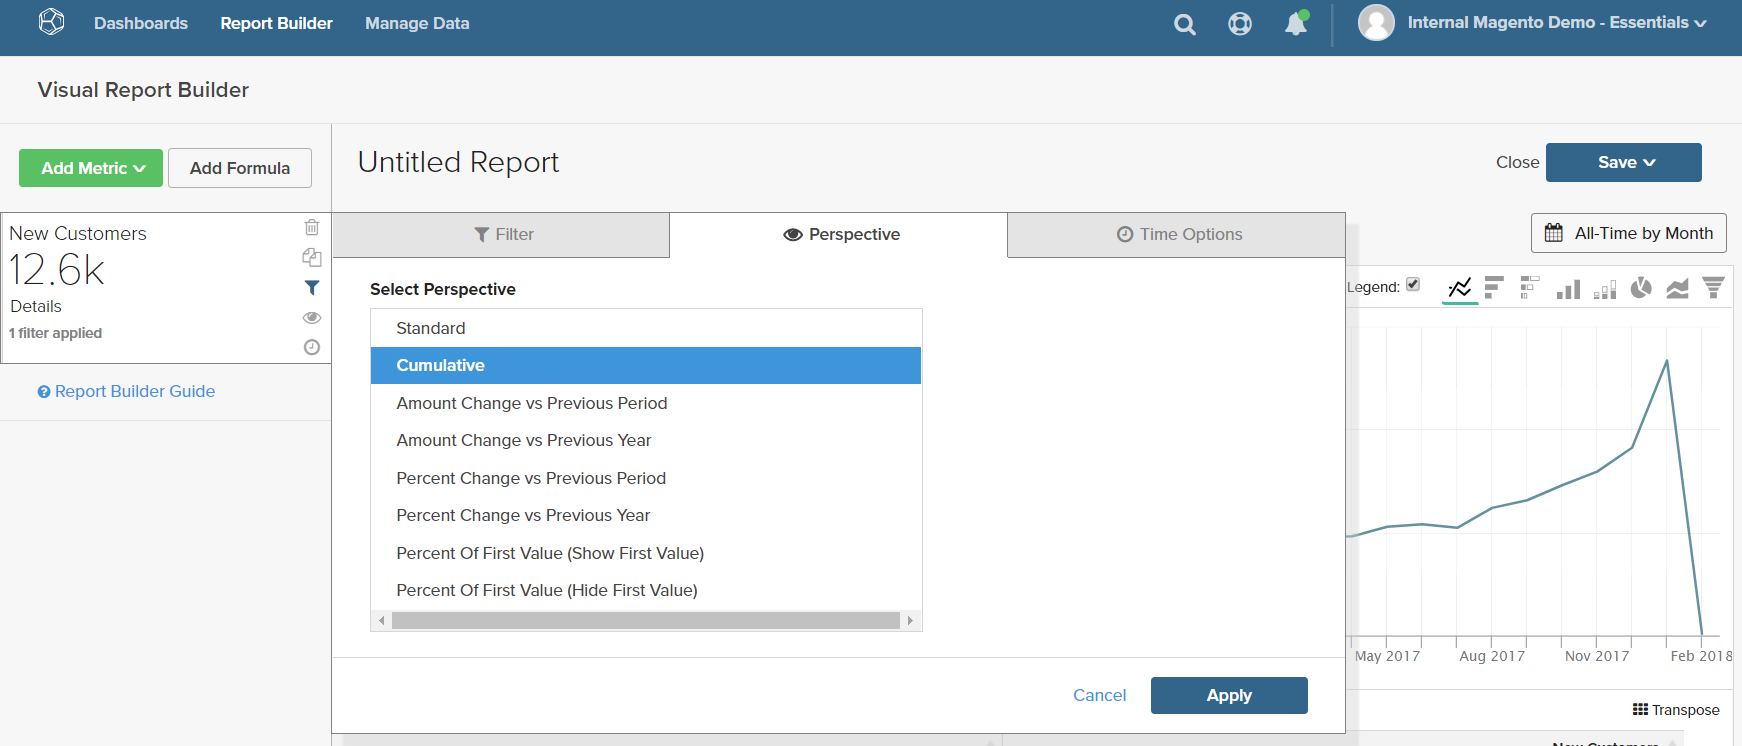 Dashboards
Report Builder
Manage Data
Internal Magento Demo - Essentials
Visual Report Builder
Add Metric
Add Formula
Untitled Report
Close
Save
New Customers
12.6k
Details
1 filter applied
Report Builder Guide
Filter
Perspective
Time Options
All-Time by Month
Legend:
Select Perspective
Standard
Cumulative
Amount Change vs Previous Period
Amount Change vs Previous Year
Percent Change vs Previous Period
Percent Change vs Previous Year
Percent Of First Value (Show First Value)
Percent Of First Value (Hide First Value)
Cancel
Apply
May 2017
Aug 2017
Nov 2017
Feb 2018
Transpose
New Customers